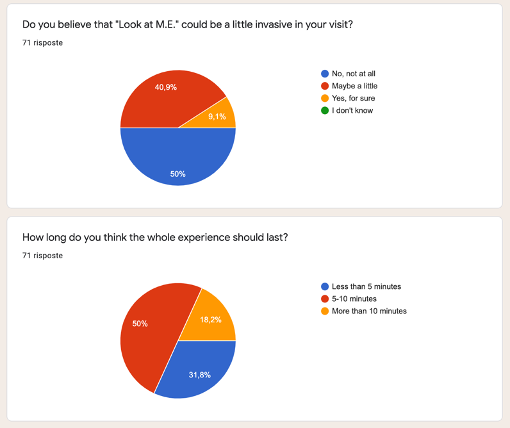 Do you believe that "Look at M.E." could be a little invasive in your visit?
71 risposte
No, not at all
Maybe a little
Yes, for sure
I don't know
40,9%
9,1%
50%
How long do you think the whole experience should last?
71 risposte
Less than 5 minutes
5-10 minutes
More than 10 minutes
50%
18,2%
31,8%